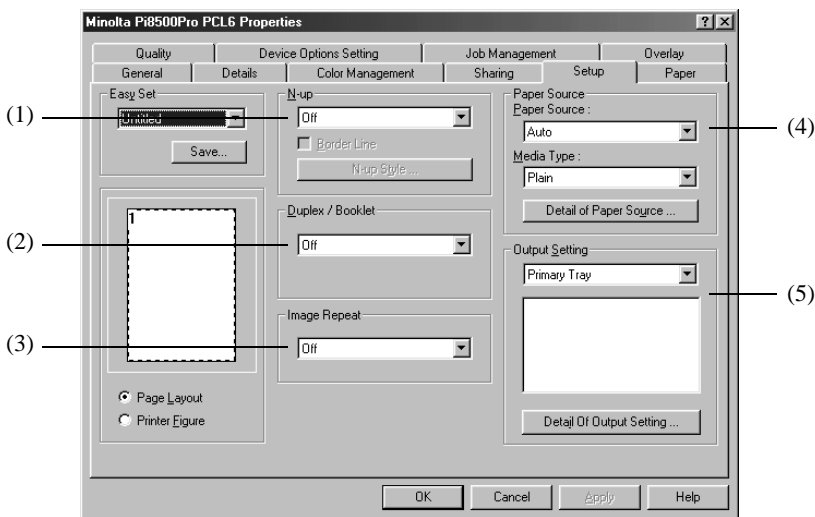 Minolta Pi8500Pro PCL6 Properties
Quality Device Options Setting Job Management Overlay
General Details Color Management Sharing Setup Paper
Easy Set
Untitled
Save...
1
Page Layout
Printer Figure
N-up
Off
Border Line
N-up Style ...
Duplex / Booklet
Off
Image Repeat
Off
Paper Source
Paper Source :
Auto
Media Type :
Plain
Detail of Paper Source ...
Output Setting
Primary Tray
Detail Of Output Setting ...
OK Cancel Apply Help
(1)
(2)
(3)
(4)
(5)